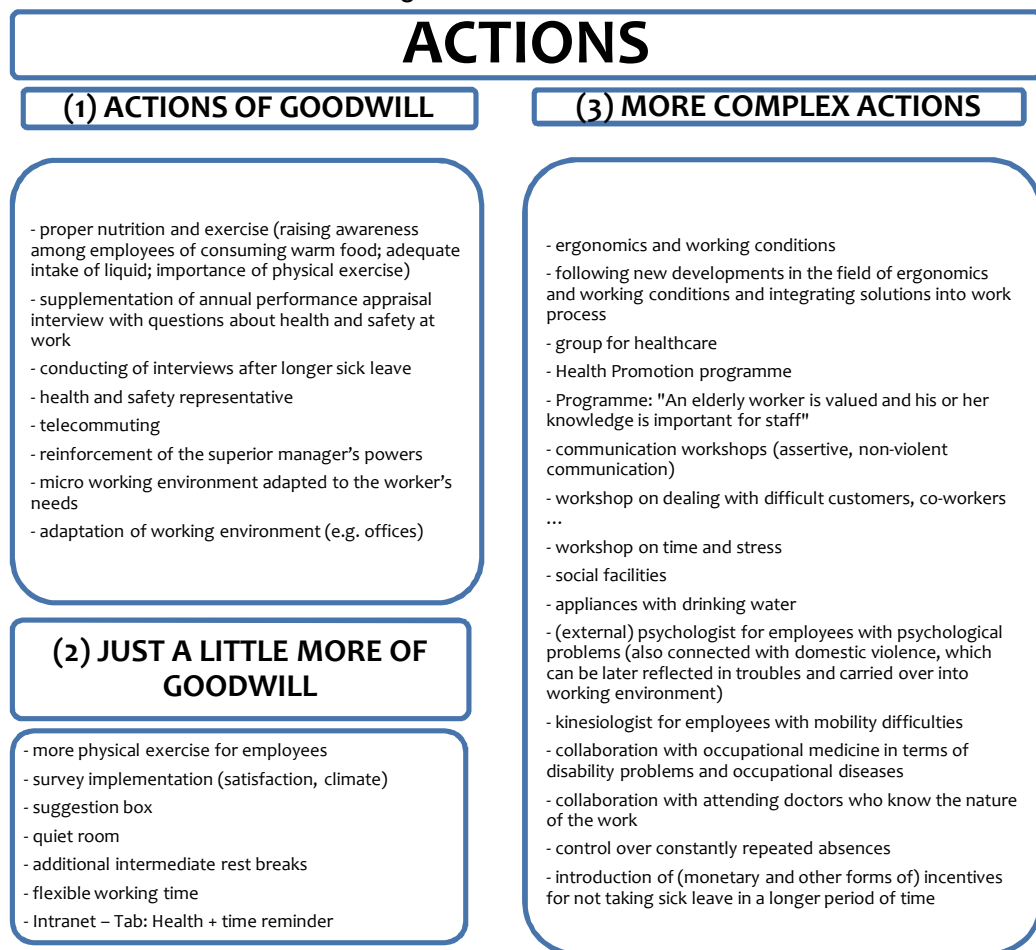 ACTIONS
(1) ACTIONS OF GOODWILL
- proper nutrition and exercise (raising awareness
among employees of consuming warm food; adequate
intake of liquid; importance of physical exercise)
- supplementation of annual performance appraisal
interview with questions about health and safety at
work
- conducting of interviews after longer sick leave
- health and safety representative
- telecommuting
- reinforcement of the superior manager's powers
- micro working environment adapted to the worker's
needs
- adaptation of working environment (e.g. offices)
(2) JUST A LITTLE MORE OF
GOODWILL
- more physical exercise for employees
- survey implementation (satisfaction, climate)
- suggestion box
- quiet room
- additional intermediate rest breaks
- flexible working time
- Intranet – Tab: Health + time reminder
(3) MORE COMPLEX ACTIONS
- ergonomics and working conditions
- following new developments in the field of ergonomics
and working conditions and integrating solutions into work
process
- group for healthcare
- Health Promotion programme
- Programme: "An elderly worker is valued and his or her
knowledge is important for staff"
- communication workshops (assertive, non-violent
communication)
- workshop on dealing with difficult customers, co-workers
...
- workshop on time and stress
- social facilities
- appliances with drinking water
- (external) psychologist for employees with psychological
problems (also connected with domestic violence, which
can be later reflected in troubles and carried over into
working environment)
- kinesiologist for employees with mobility difficulties
- collaboration with occupational medicine in terms of
disability problems and occupational diseases
- collaboration with attending doctors who know the nature
of the work
- control over constantly repeated absences
- introduction of (monetary and other forms of) incentives
for not taking sick leave in a longer period of time